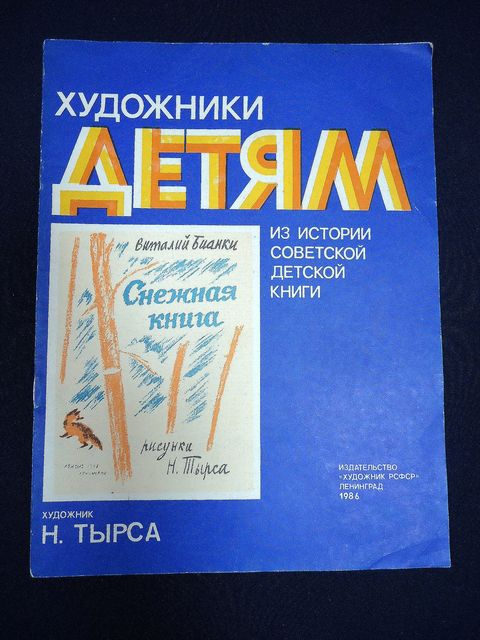 ХУДОЖНИКИ
ДЕТЯМ
ИЗ ИСТОРИИ
СОВЕТСКОЙ
ДЕТСКОЙ
КНИГИ
Виталий Бианки
Снежная
книга
рисунки
Н. Тырса
ИЗДАТЕЛЬСТВО
«ХУДОЖНИК РСФСР»
ЛЕНИНГРАД
1986
ХУДОЖНИК
Н. ТЫРСА